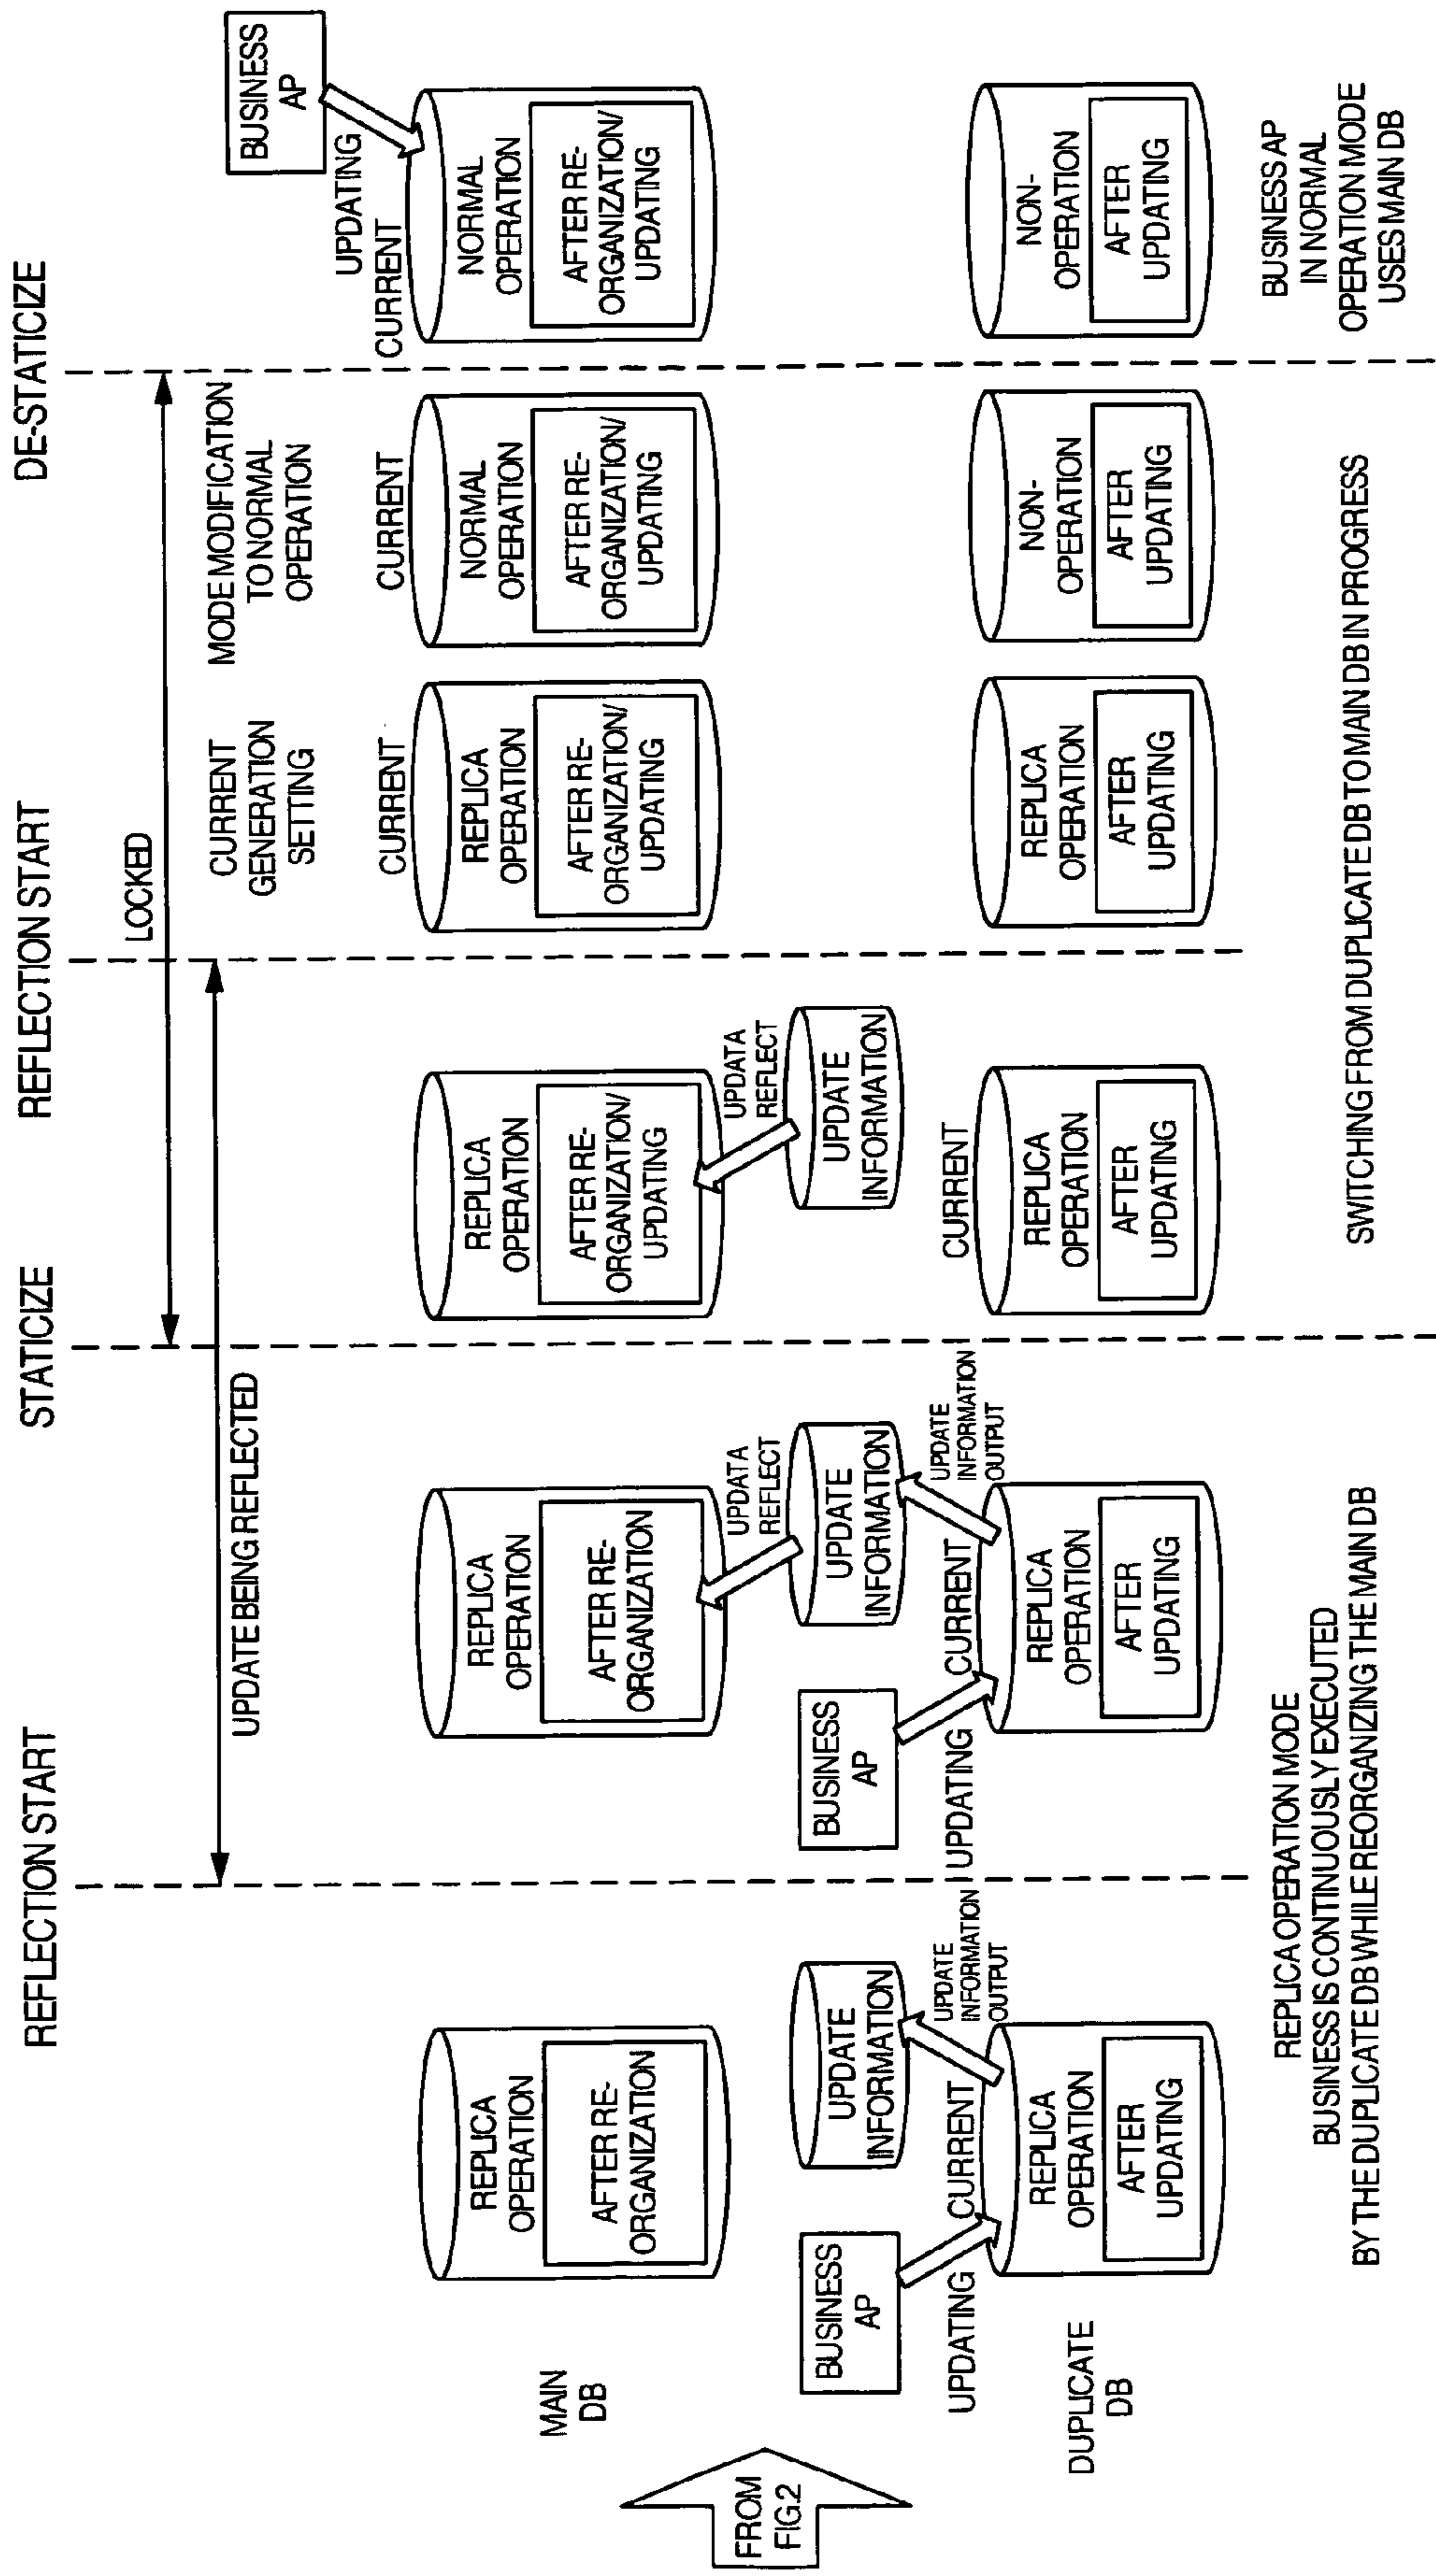 REFLECTION START
STATICIZE
REFLECTION START
DE-STATICIZE
LOCKED
UPDATE BEING REFLECTED
CURRENT
GENERATION
SETTING
MODE MODIFICATION
TO NORMAL
OPERATION
BUSINESS
AP
UPDATING
FROM
FIG.2
MAIN
DB
REPLICA
OPERATION
AFTER RE-
ORGANIZATION
REPLICA
OPERATION
AFTER RE-
ORGANIZATION
REPLICA
OPERATION
AFTER RE-
ORGANIZATION/
UPDATING
CURRENT
REPLICA
OPERATION
AFTER RE-
ORGANIZATION/
UPDATING
CURRENT
NORMAL
OPERATION
AFTER RE-
ORGANIZATION/
UPDATING
CURRENT
NORMAL
OPERATION
AFTER RE-
ORGANIZATION/
UPDATING
BUSINESS
AP
UPDATE
INFORMATION
UPDATE
INFORMATION
OUTPUT
BUSINESS
AP
UPDATA
REFLECT
UPDATE
INFORMATION
UPDATE
INFORMATION
OUTPUT
UPDATA
REFLECT
UPDATE
INFORMATION
DUPLICATE
DB
UPDATING
CURRENT
REPLICA
OPERATION
AFTER
UPDATING
UPDATING
CURRENT
REPLICA
OPERATION
AFTER
UPDATING
CURRENT
REPLICA
OPERATION
AFTER
UPDATING
REPLICA
OPERATION
AFTER
UPDATING
NON-
OPERATION
AFTER
UPDATING
NON-
OPERATION
AFTER
UPDATING
REPLICA OPERATION MODE
BUSINESS IS CONTINUOUSLY EXECUTED
BY THE DUPLICATE DB WHILE REORGANIZING THE MAIN DB
SWITCHING FROM DUPLICATE DB TO MAIN DB IN PROGRESS
BUSINESS AP
IN NORMAL
OPERATION MODE
USES MAIN DB